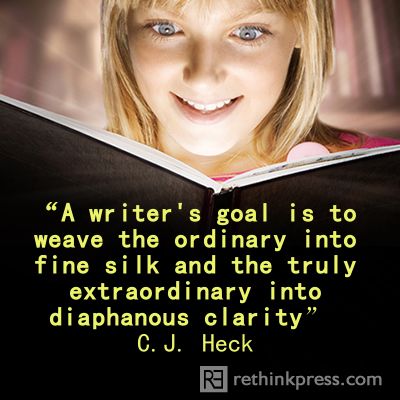 “A writer's goal is to
weave the ordinary into
fine silk and the truly
extraordinary into
diaphanous clarity”
C.J. Heck
RE rethinkpress.com